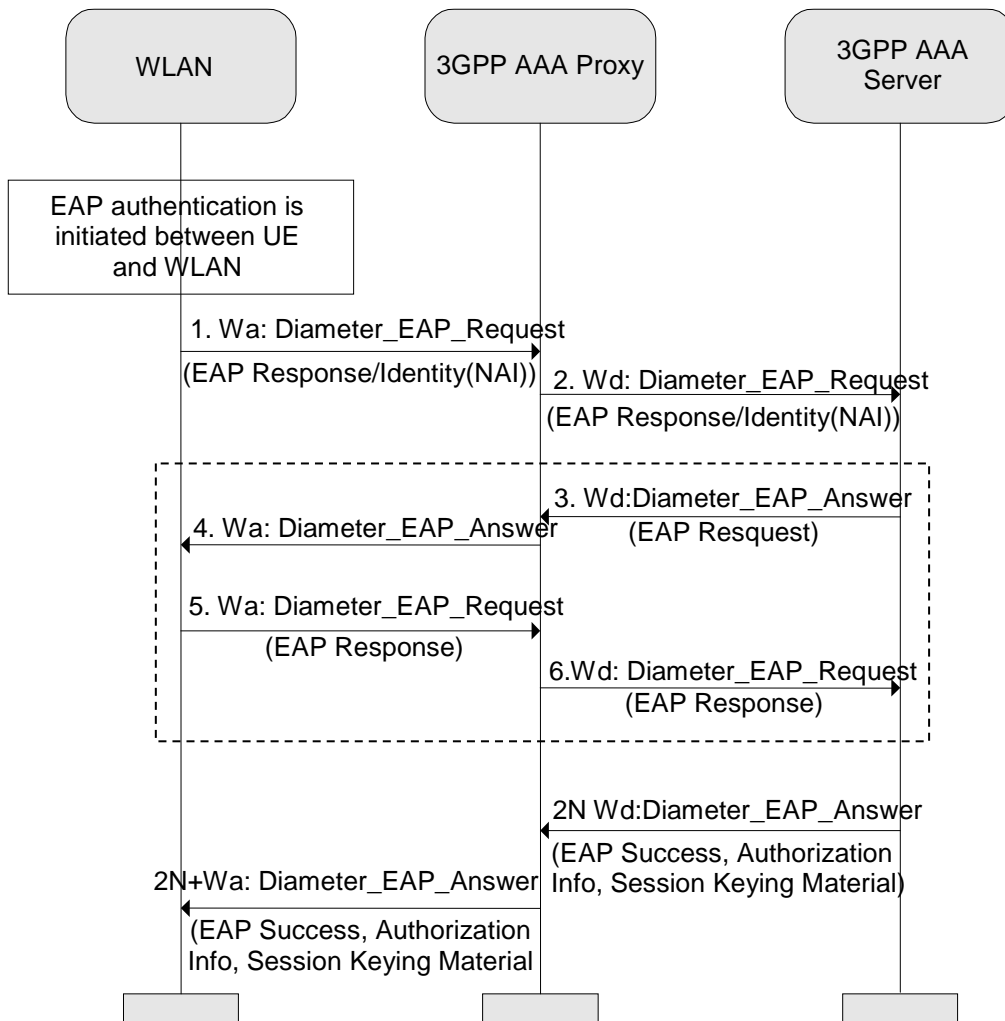 WLAN
3GPP AAA Proxy
3GPP AAA
Server
EAP authentication is
initiated between UE
and WLAN
1. Wa: Diameter_EAP_Request
(EAP Response/Identity(NAI))
2. Wd: Diameter_EAP_Request
(EAP Response/Identity(NAI))
3. Wd:Diameter_EAP_Answer
(EAP Resquest)
4. Wa: Diameter_EAP_Answer
5. Wa: Diameter_EAP_Request
(EAP Response)
6.Wd: Diameter_EAP_Request
(EAP Response)
2N Wd:Diameter_EAP_Answer
(EAP Success, Authorization
Info, Session Keying Material)
2N+Wa: Diameter_EAP_Answer
(EAP Success, Authorization
Info, Session Keying Material